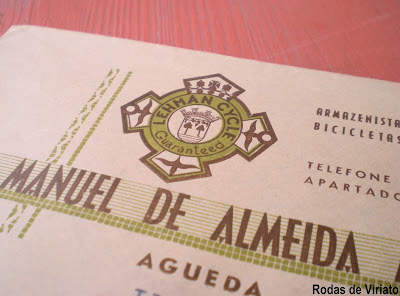 LEHMAN CYCLE
Guaranteed
ARMAZENISTA
BICICLETAS
TELEFONE
APARTADO
MANUEL DE ALMEIDA
AGUEDA
Rodas de Viriato